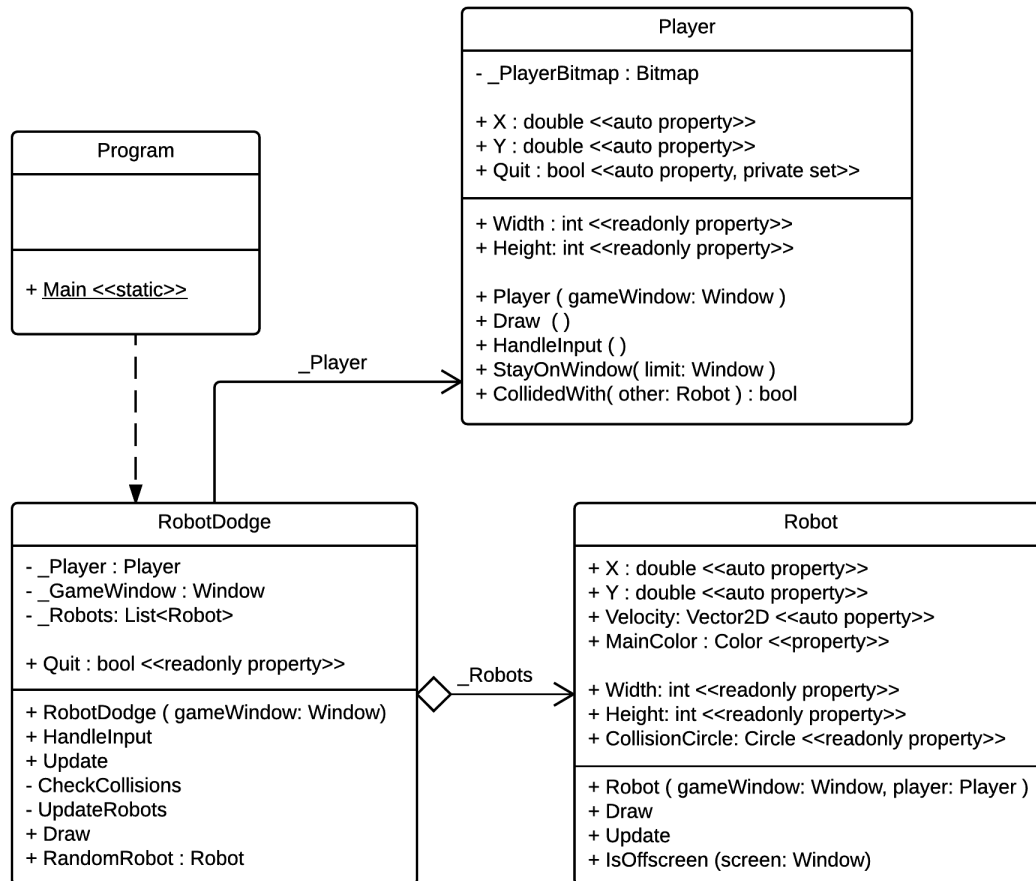 Player
- _PlayerBitmap : Bitmap
+ X : double <<auto property>>
+ Y : double <<auto property>>
+ Quit : bool <<auto property, private set>>
+ Width : int <<readonly property>>
+ Height: int <<readonly property>>
+ Player ( gameWindow: Window )
+ Draw  ( )
+ HandleInput ( )
+ StayOnWindow( limit: Window )
+ CollidedWith( other: Robot ) : bool
Program
+ Main <<static>>
_Player
RobotDodge
- _Player : Player
- _GameWindow : Window
- _Robots: List<Robot>
+ Quit : bool <<readonly property>>
+ RobotDodge ( gameWindow: Window)
+ HandleInput
+ Update
- CheckCollisions
- UpdateRobots
+ Draw
+ RandomRobot : Robot
_Robots
Robot
+ X : double <<auto property>>
+ Y : double <<auto property>>
+ Velocity: Vector2D <<auto poperty>>
+ MainColor : Color <<property>>
+ Width: int <<readonly property>>
+ Height: int <<readonly property>>
+ CollisionCircle: Circle <<readonly property>>
+ Robot ( gameWindow: Window, player: Player )
+ Draw
+ Update
+ IsOffscreen (screen: Window)